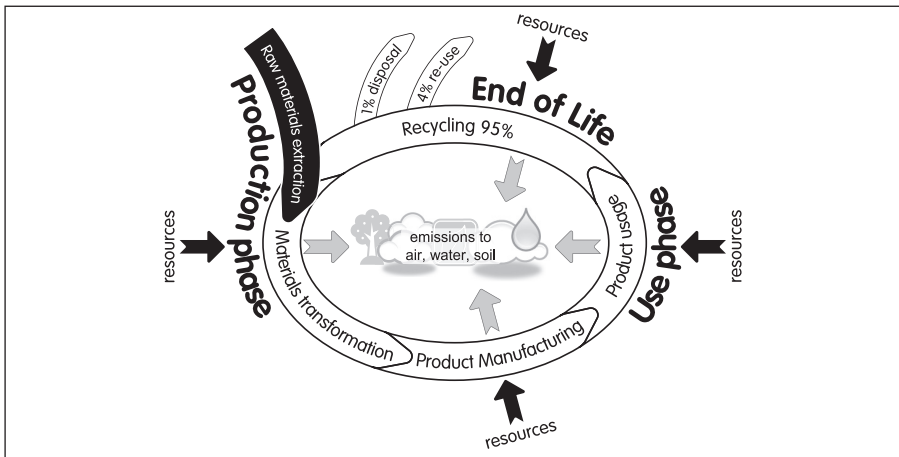 resources
Raw materials extraction
1% disposal
4% re-use
End of Life
Recycling 95%
Production phase
resources
emissions to
air, water, soil
Product usage
Use phase
resources
Materials transformation
Product Manufacturing
resources